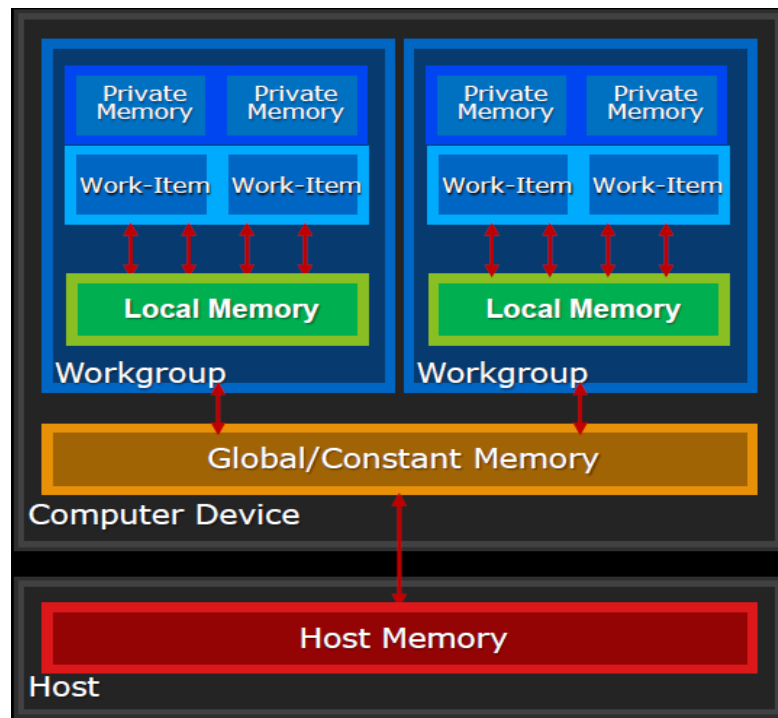 Private Private Private Private
Memory Memory Memory Memory
Work-Item Work-Item Work-Item Work-Item
Local Memory Local Memory
Workgroup Workgroup
Global/Constant Memory
Computer Device
Host Memory
Host